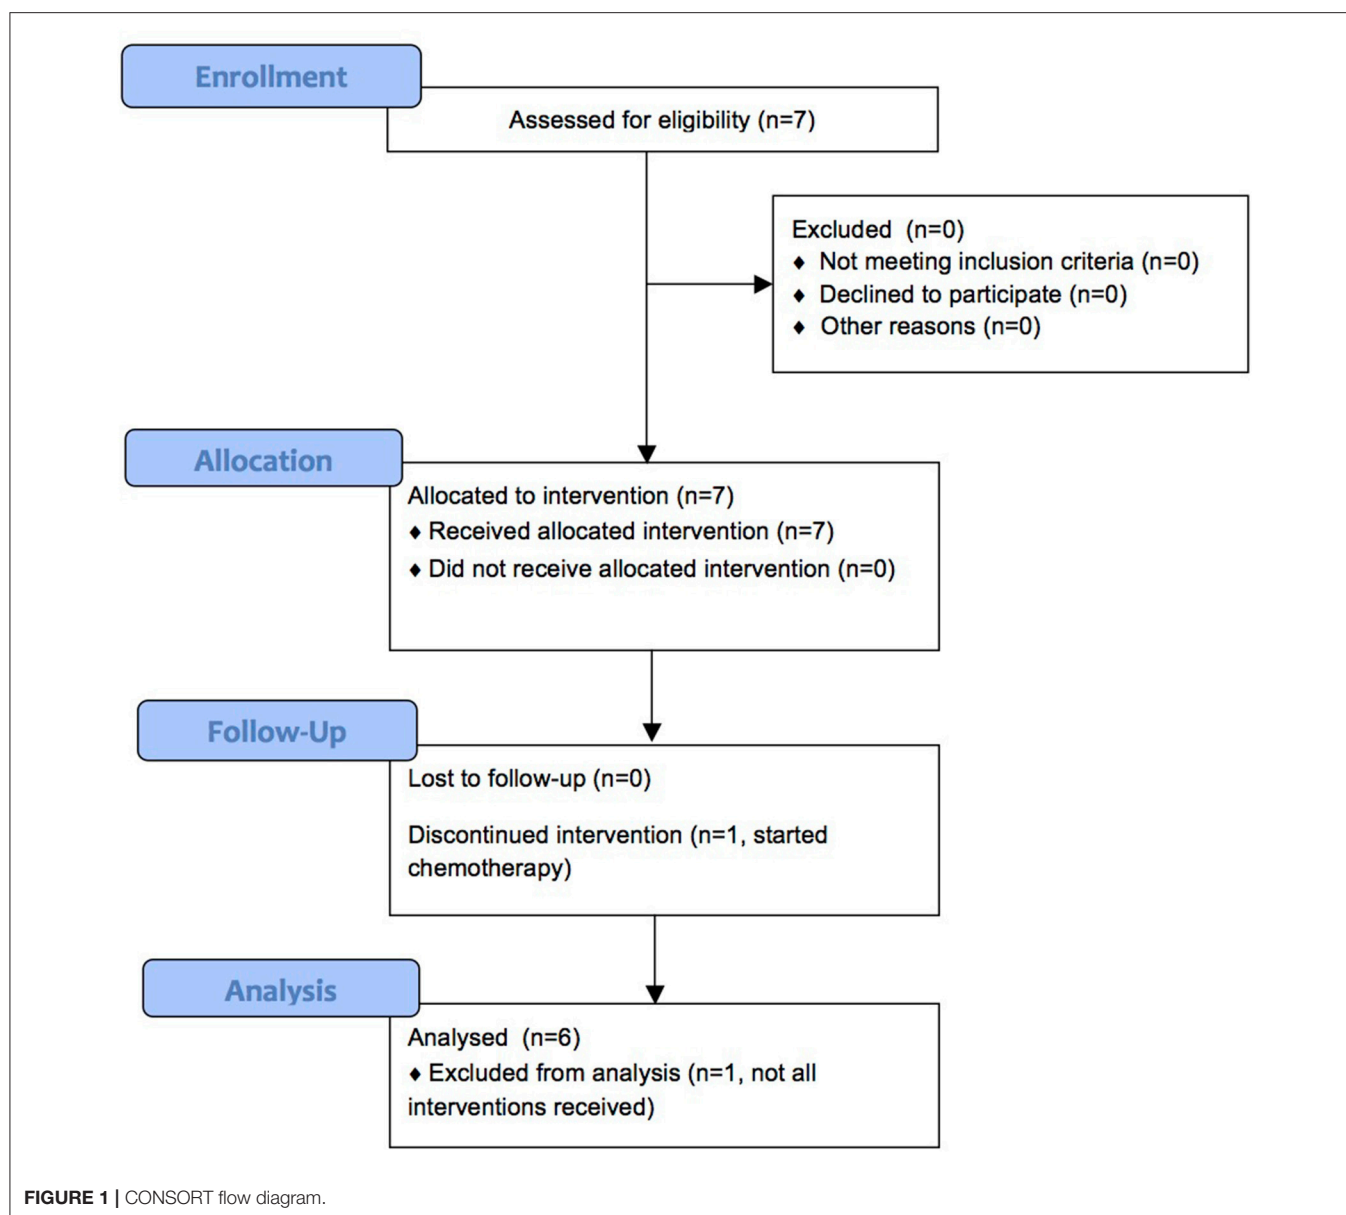 Enrollment
Assessed for eligibility (n=7)
Excluded (n=0)
♦ Not meeting inclusion criteria (n=0)
♦ Declined to participate (n=0)
♦ Other reasons (n=0)
Allocation
Allocated to intervention (n=7)
♦ Received allocated intervention (n=7)
♦ Did not receive allocated intervention (n=0)
Follow-Up
Lost to follow-up (n=0)
Discontinued intervention (n=1, started
chemotherapy)
Analysis
Analysed (n=6)
♦ Excluded from analysis (n=1, not all
interventions received)
FIGURE 1 | CONSORT flow diagram.